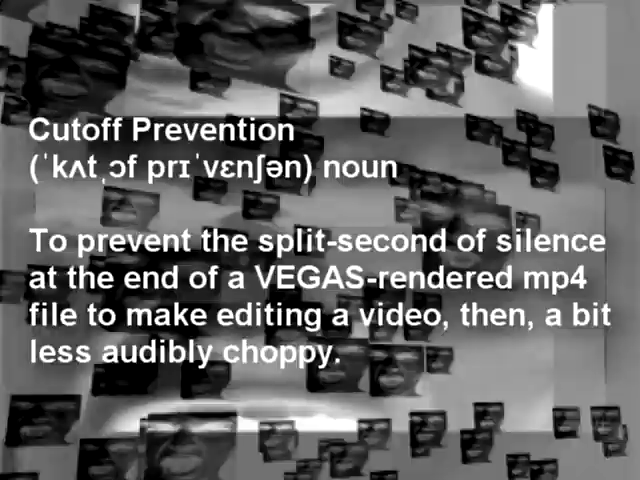 Cutoff Prevention
(ˈkʌtˌɔf prɪˈvɛnʃən) noun
To prevent the split-second of silence
at the end of a VEGAS-rendered mp4
file to make editing a video, then, a bit
less audibly choppy.